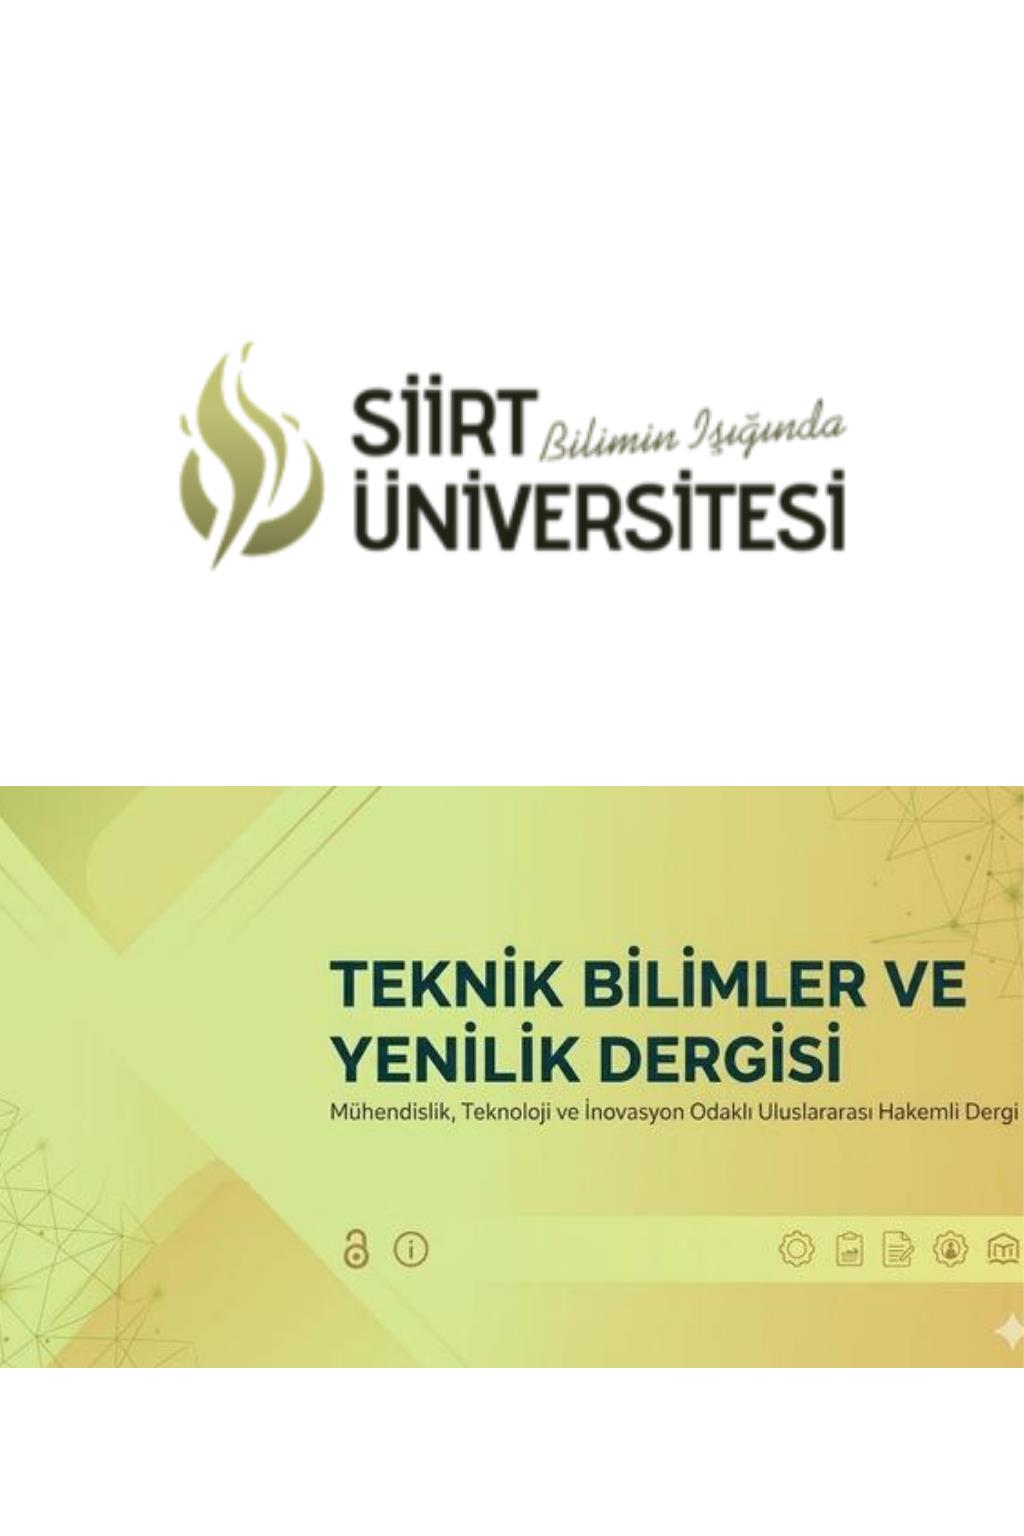 SİİRT
Bilimin Işığında
ÜNİVERSİTESİ
TEKNİK BİLİMLER VE
YENİLİK DERGİSİ
Mühendislik, Teknoloji ve İnovasyon Odaklı Uluslararası Hakemli Dergi